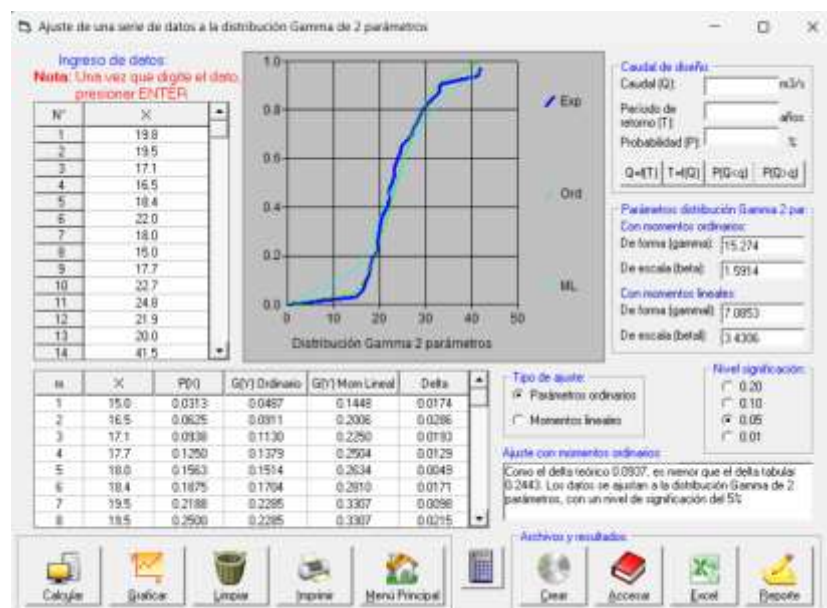 Ajuste de una serie de datos a la distribución Gamma de 2 parámetros
Ingreso de datos:
Nota: Una vez que digite el dato,
presionar ENTER
N° X
1 19.8
2 19.5
3 17.1
4 16.5
5 18.4
6 22.0
7 18.0
8 15.0
9 17.7
10 22.7
11 24.8
12 21.9
13 20.0
14 41.5
1.0
0.8
0.6
0.4
0.2
0.0
0 10 20 30 40 50
Distribución Gamma 2 parámetros
Exp
Ord
ML
Caudal de diseño:
Caudal (Q): m3/s
Período de
retorno (T): años
Probabilidad (P): %
Q=f(T) T=f(Q) P(Q<q) P(Q>q)
Parámetros distribución Gamma 2 par
Con momentos ordinarios:
De forma (gamma): 15.274
De escala (beta): 1.5914
Con momentos lineales:
De forma (gammal): 7.0853
De escala (betal): 3.4306
m X P(X) G(Y) Ordinario G(Y) Mom Lineal Delta
1 15.0 0.0313 0.0487 0.1448 0.0174
2 16.5 0.0625 0.0911 0.2006 0.0286
3 17.1 0.0938 0.1130 0.2250 0.0193
4 17.7 0.1250 0.1379 0.2504 0.0129
5 18.0 0.1563 0.1514 0.2634 0.0049
6 18.4 0.1875 0.1704 0.2810 0.0171
7 19.5 0.2188 0.2285 0.3307 0.0098
8 19.5 0.2500 0.2285 0.3307 0.0215
Tipo de ajuste:
Parámetros ordinarios
Momentos lineales
Nivel significación:
0.20
0.10
0.05
0.01
Ajuste con momentos ordinarios:
Como el delta teórico 0.0937, es menor que el delta tabular
0.2443. Los datos se ajustan a la distribución Gamma de 2
parámetros, con un nivel de significación del 5%
Archivos y resultados:
Calcular Graficar Limpiar Imprimir Menú Principal Crear Accesar Excel Reporte